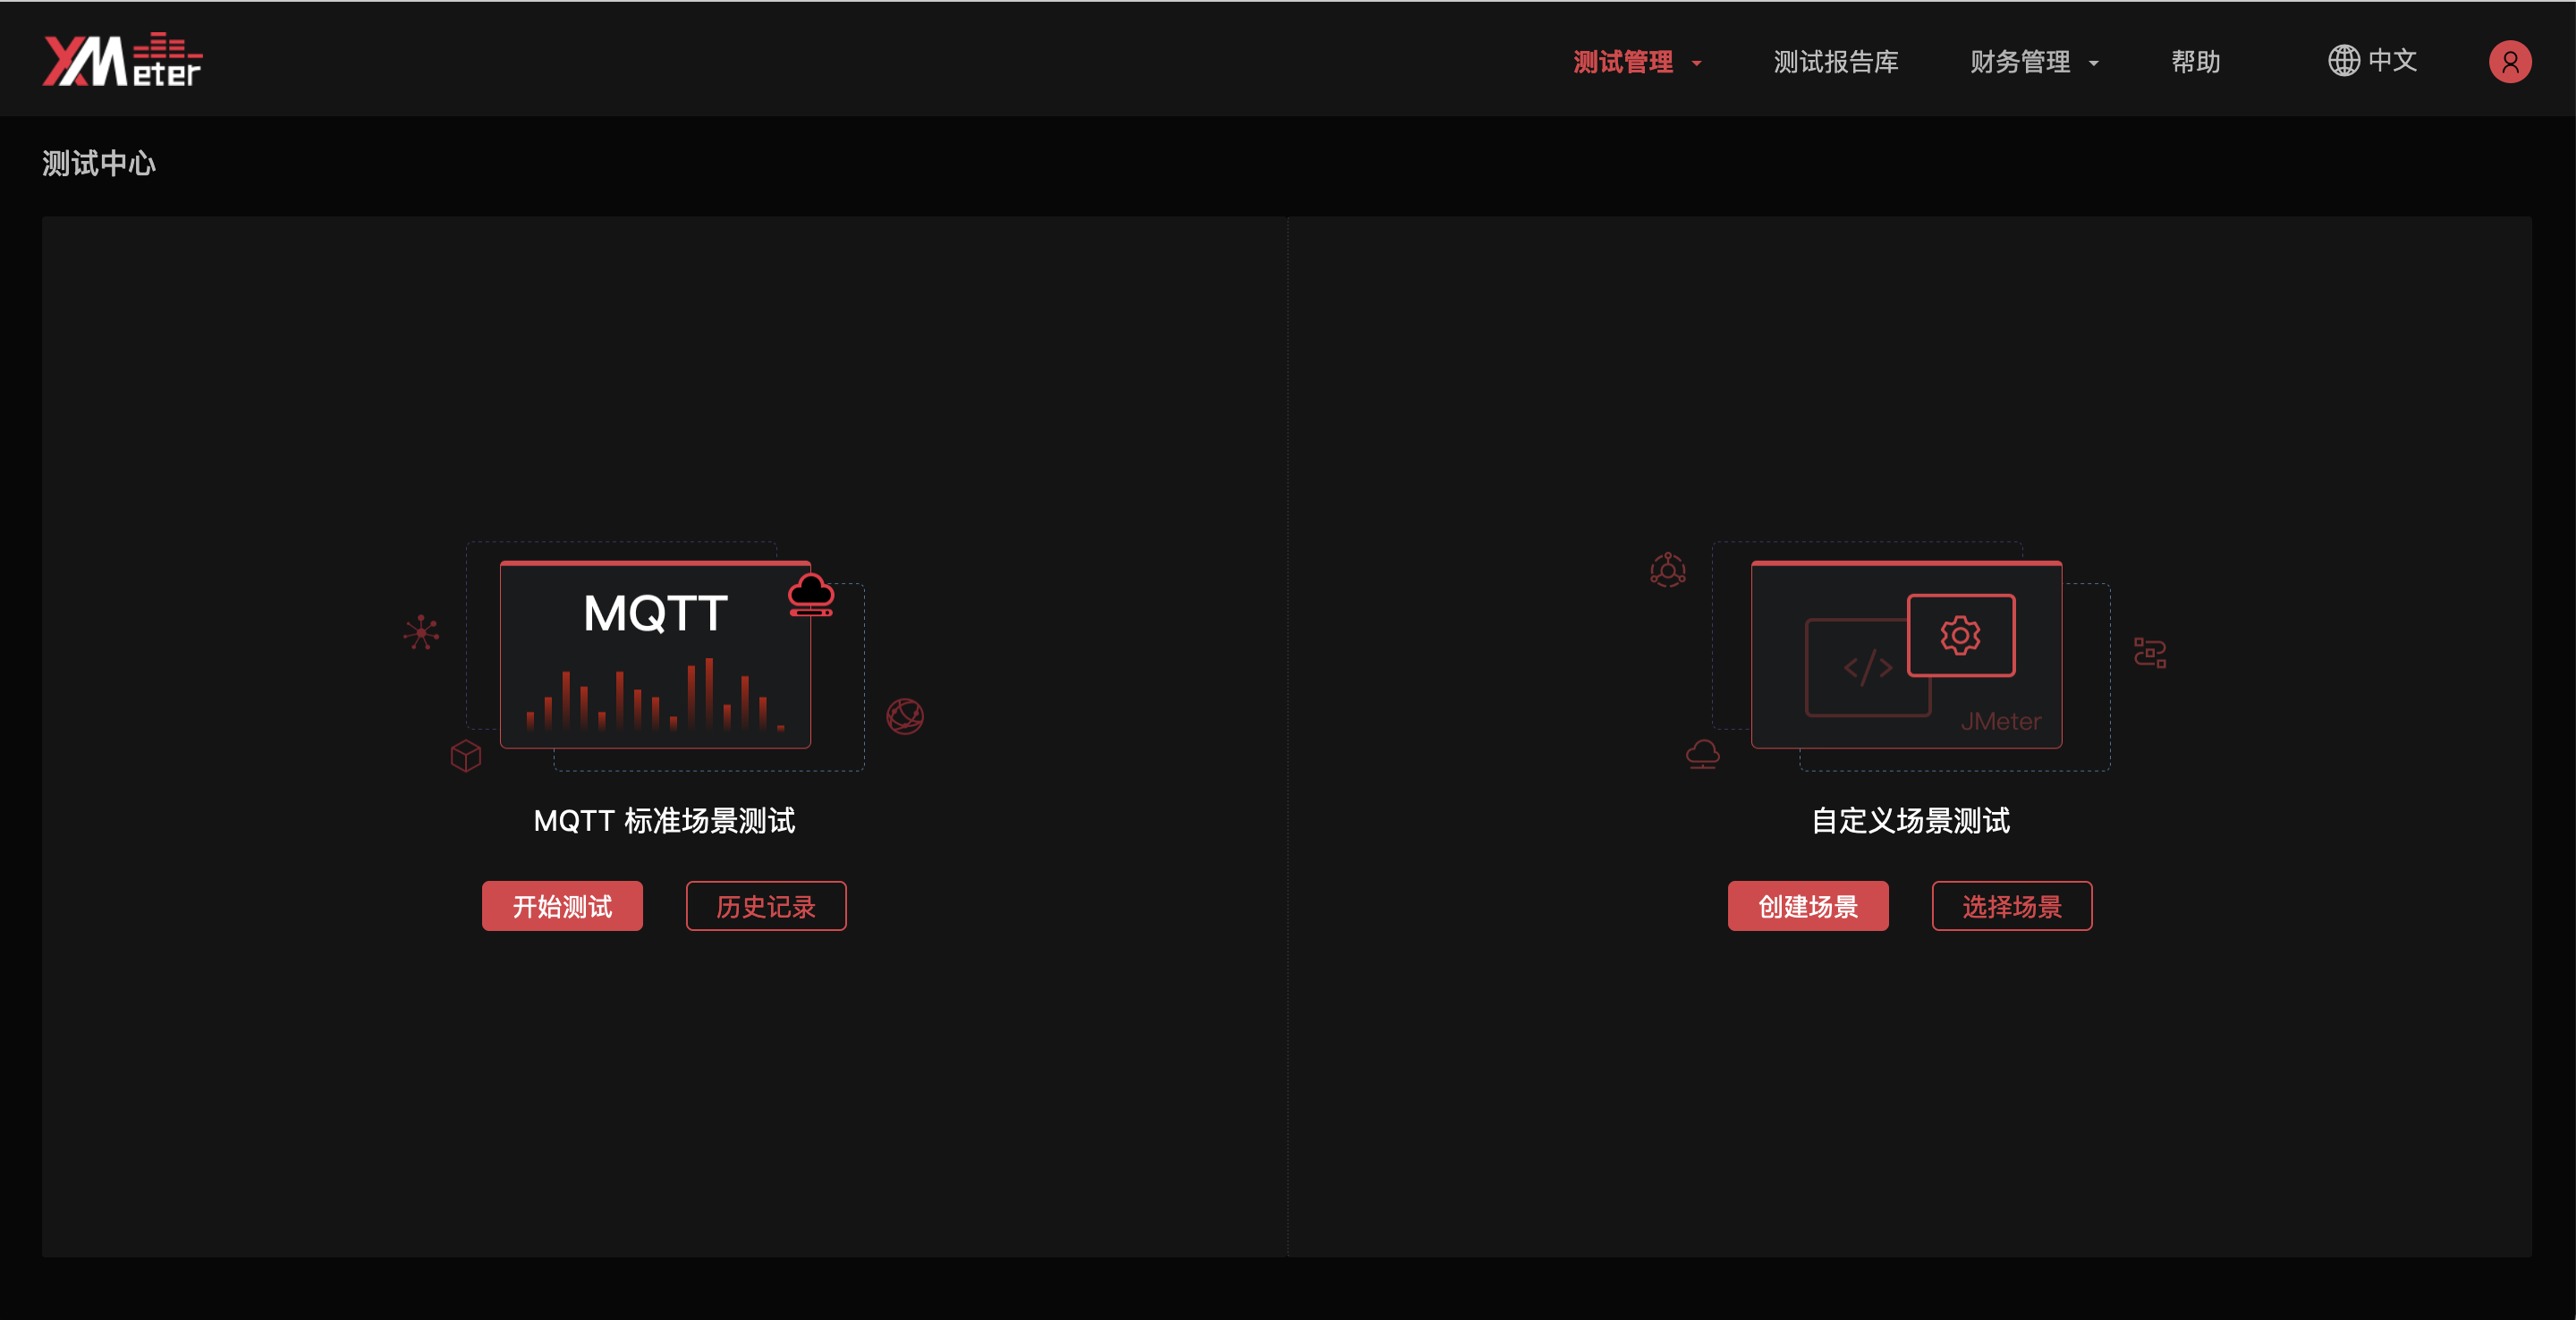 XMeter
测试管理 测试报告库 财务管理 帮助 中文
测试中心
MQTT
</>
JMeter
MQTT 标准场景测试
开始测试 历史记录
自定义场景测试
创建场景 选择场景